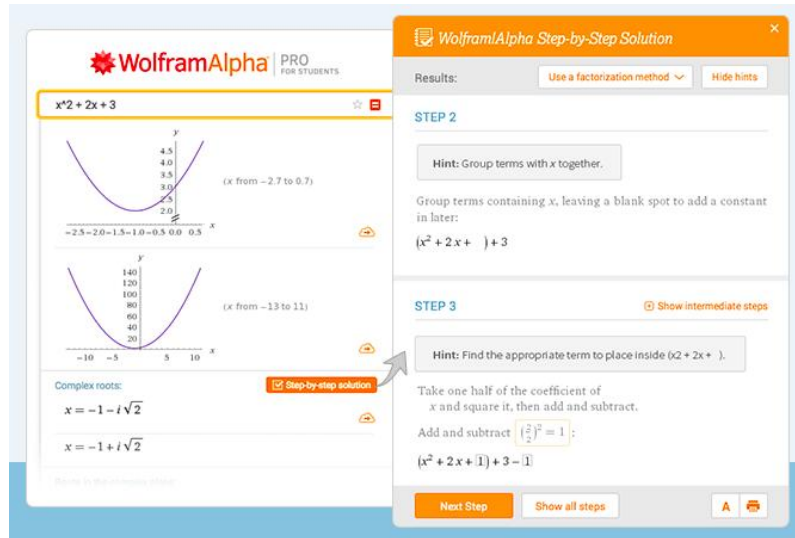 WolframAlpha PRO
FOR STUDENTS
x^2 + 2x + 3
y
4.5
4.0
3.5
3.0
2.5
2.0
(x from −2.7 to 0.7)
−2.5−2.0−1.5−1.0−0.5 0.0 0.5 x
y
140
120
100
80
60
40
20
(x from −13 to 11)
−10 −5 5 10 x
Complex roots:
Step-by-step solution
x = −1 − i √2
x = −1 + i √2
WolframAlpha Step-by-Step Solution
×
Results:
Use a factorization method
Hide hints
STEP 2
Hint: Group terms with x together.
Group terms containing x, leaving a blank spot to add a constant
in later:
(x² + 2 x + ) + 3
STEP 3
Show intermediate steps
Hint: Find the appropriate term to place inside (x2 + 2x + ).
Take one half of the coefficient of
x and square it, then add and subtract.
Add and subtract (2/2)² = 1 :
(x² + 2 x + 1) + 3 − 1
Next Step
Show all steps
A